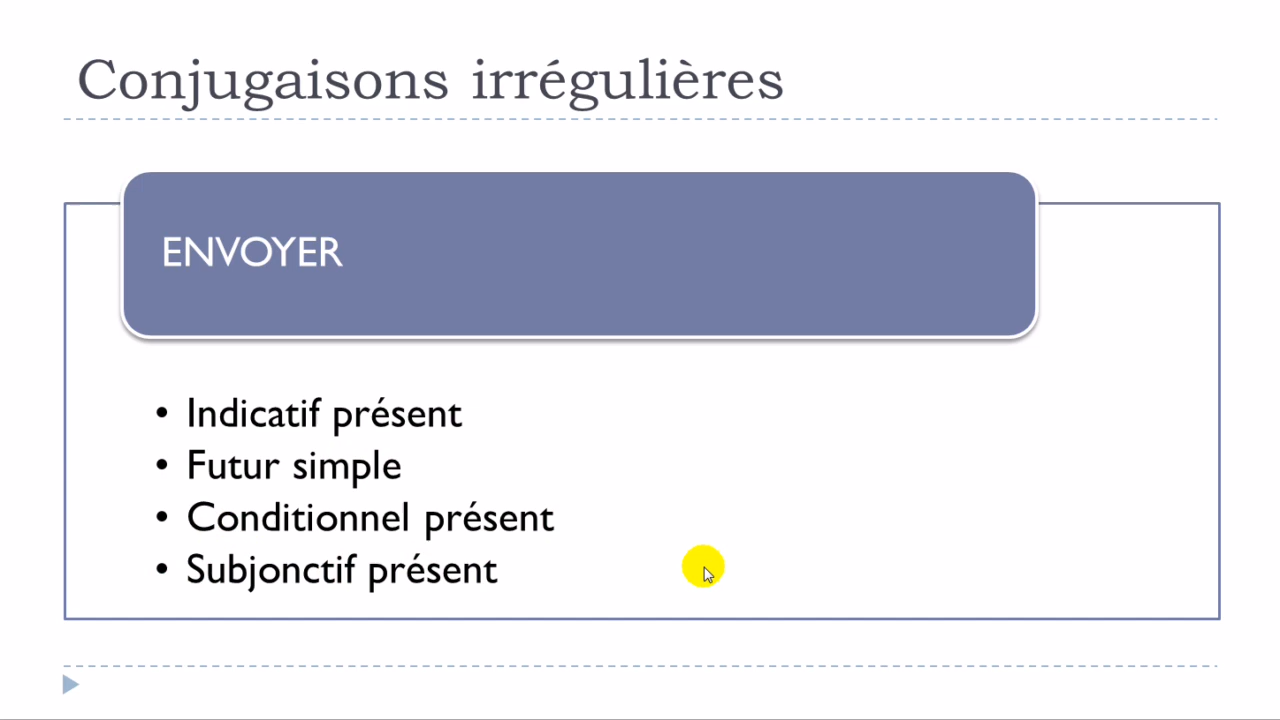 Conjugaisons irrégulières
ENVOYER
• Indicatif présent
• Futur simple
• Conditionnel présent
• Subjonctif présent